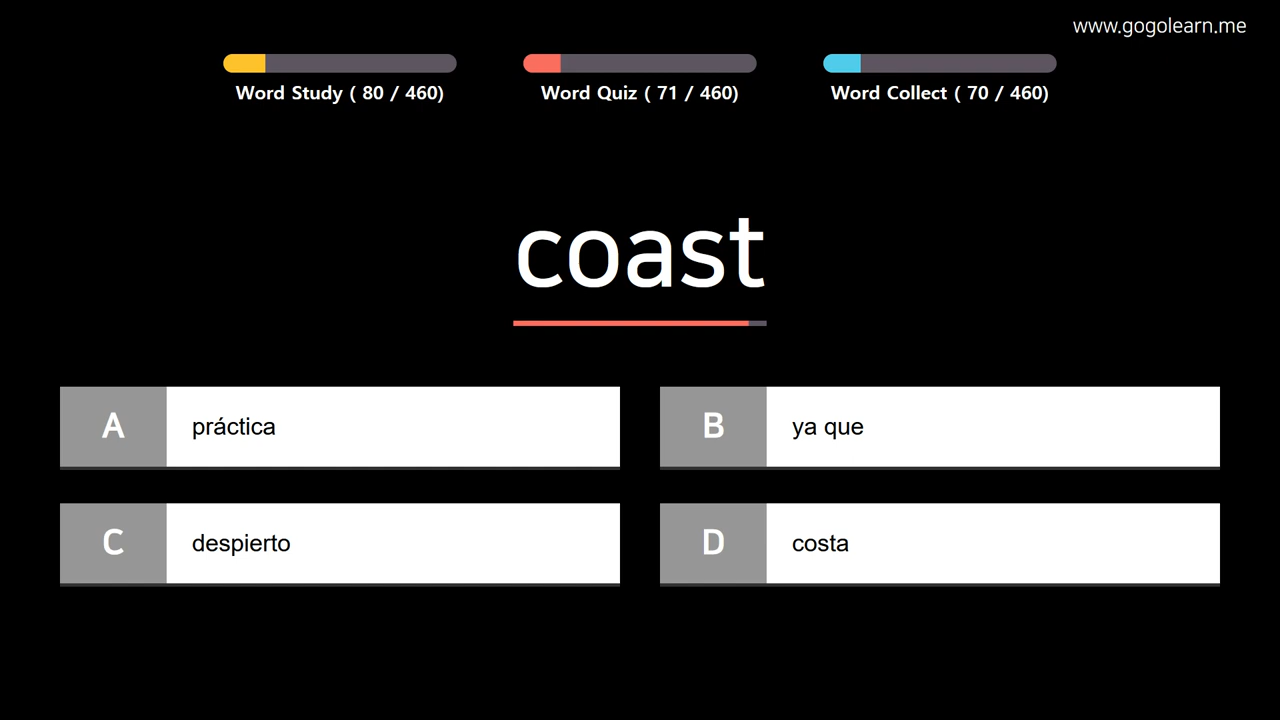 www.gogolearn.me
Word Study ( 80 / 460)
Word Quiz ( 71 / 460)
Word Collect ( 70 / 460)
coast
A práctica
B ya que
C despierto
D costa